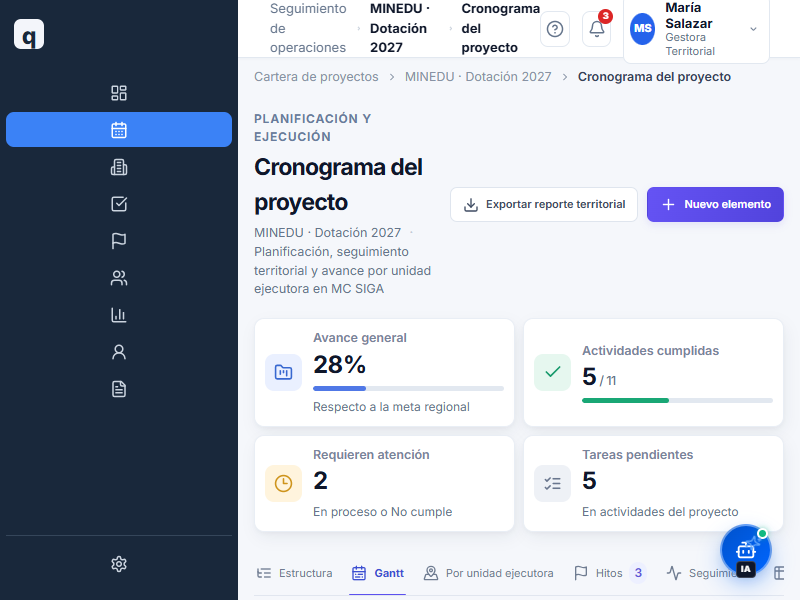 q
Seguimiento de operaciones · MINEDU · Dotación 2027 · Cronograma del proyecto
3
MS
María Salazar
Gestora Territorial
Cartera de proyectos > MINEDU · Dotación 2027 > Cronograma del proyecto
PLANIFICACIÓN Y
EJECUCIÓN
Cronograma del
proyecto
MINEDU · Dotación 2027 ·
Planificación, seguimiento
territorial y avance por unidad
ejecutora en MC SIGA
Exportar reporte territorial
Nuevo elemento
Avance general
28%
Respecto a la meta regional
Actividades cumplidas
5 / 11
Requieren atención
2
En proceso o No cumple
Tareas pendientes
5
En actividades del proyecto
IA
Estructura
Gantt
Por unidad ejecutora
Hitos 3